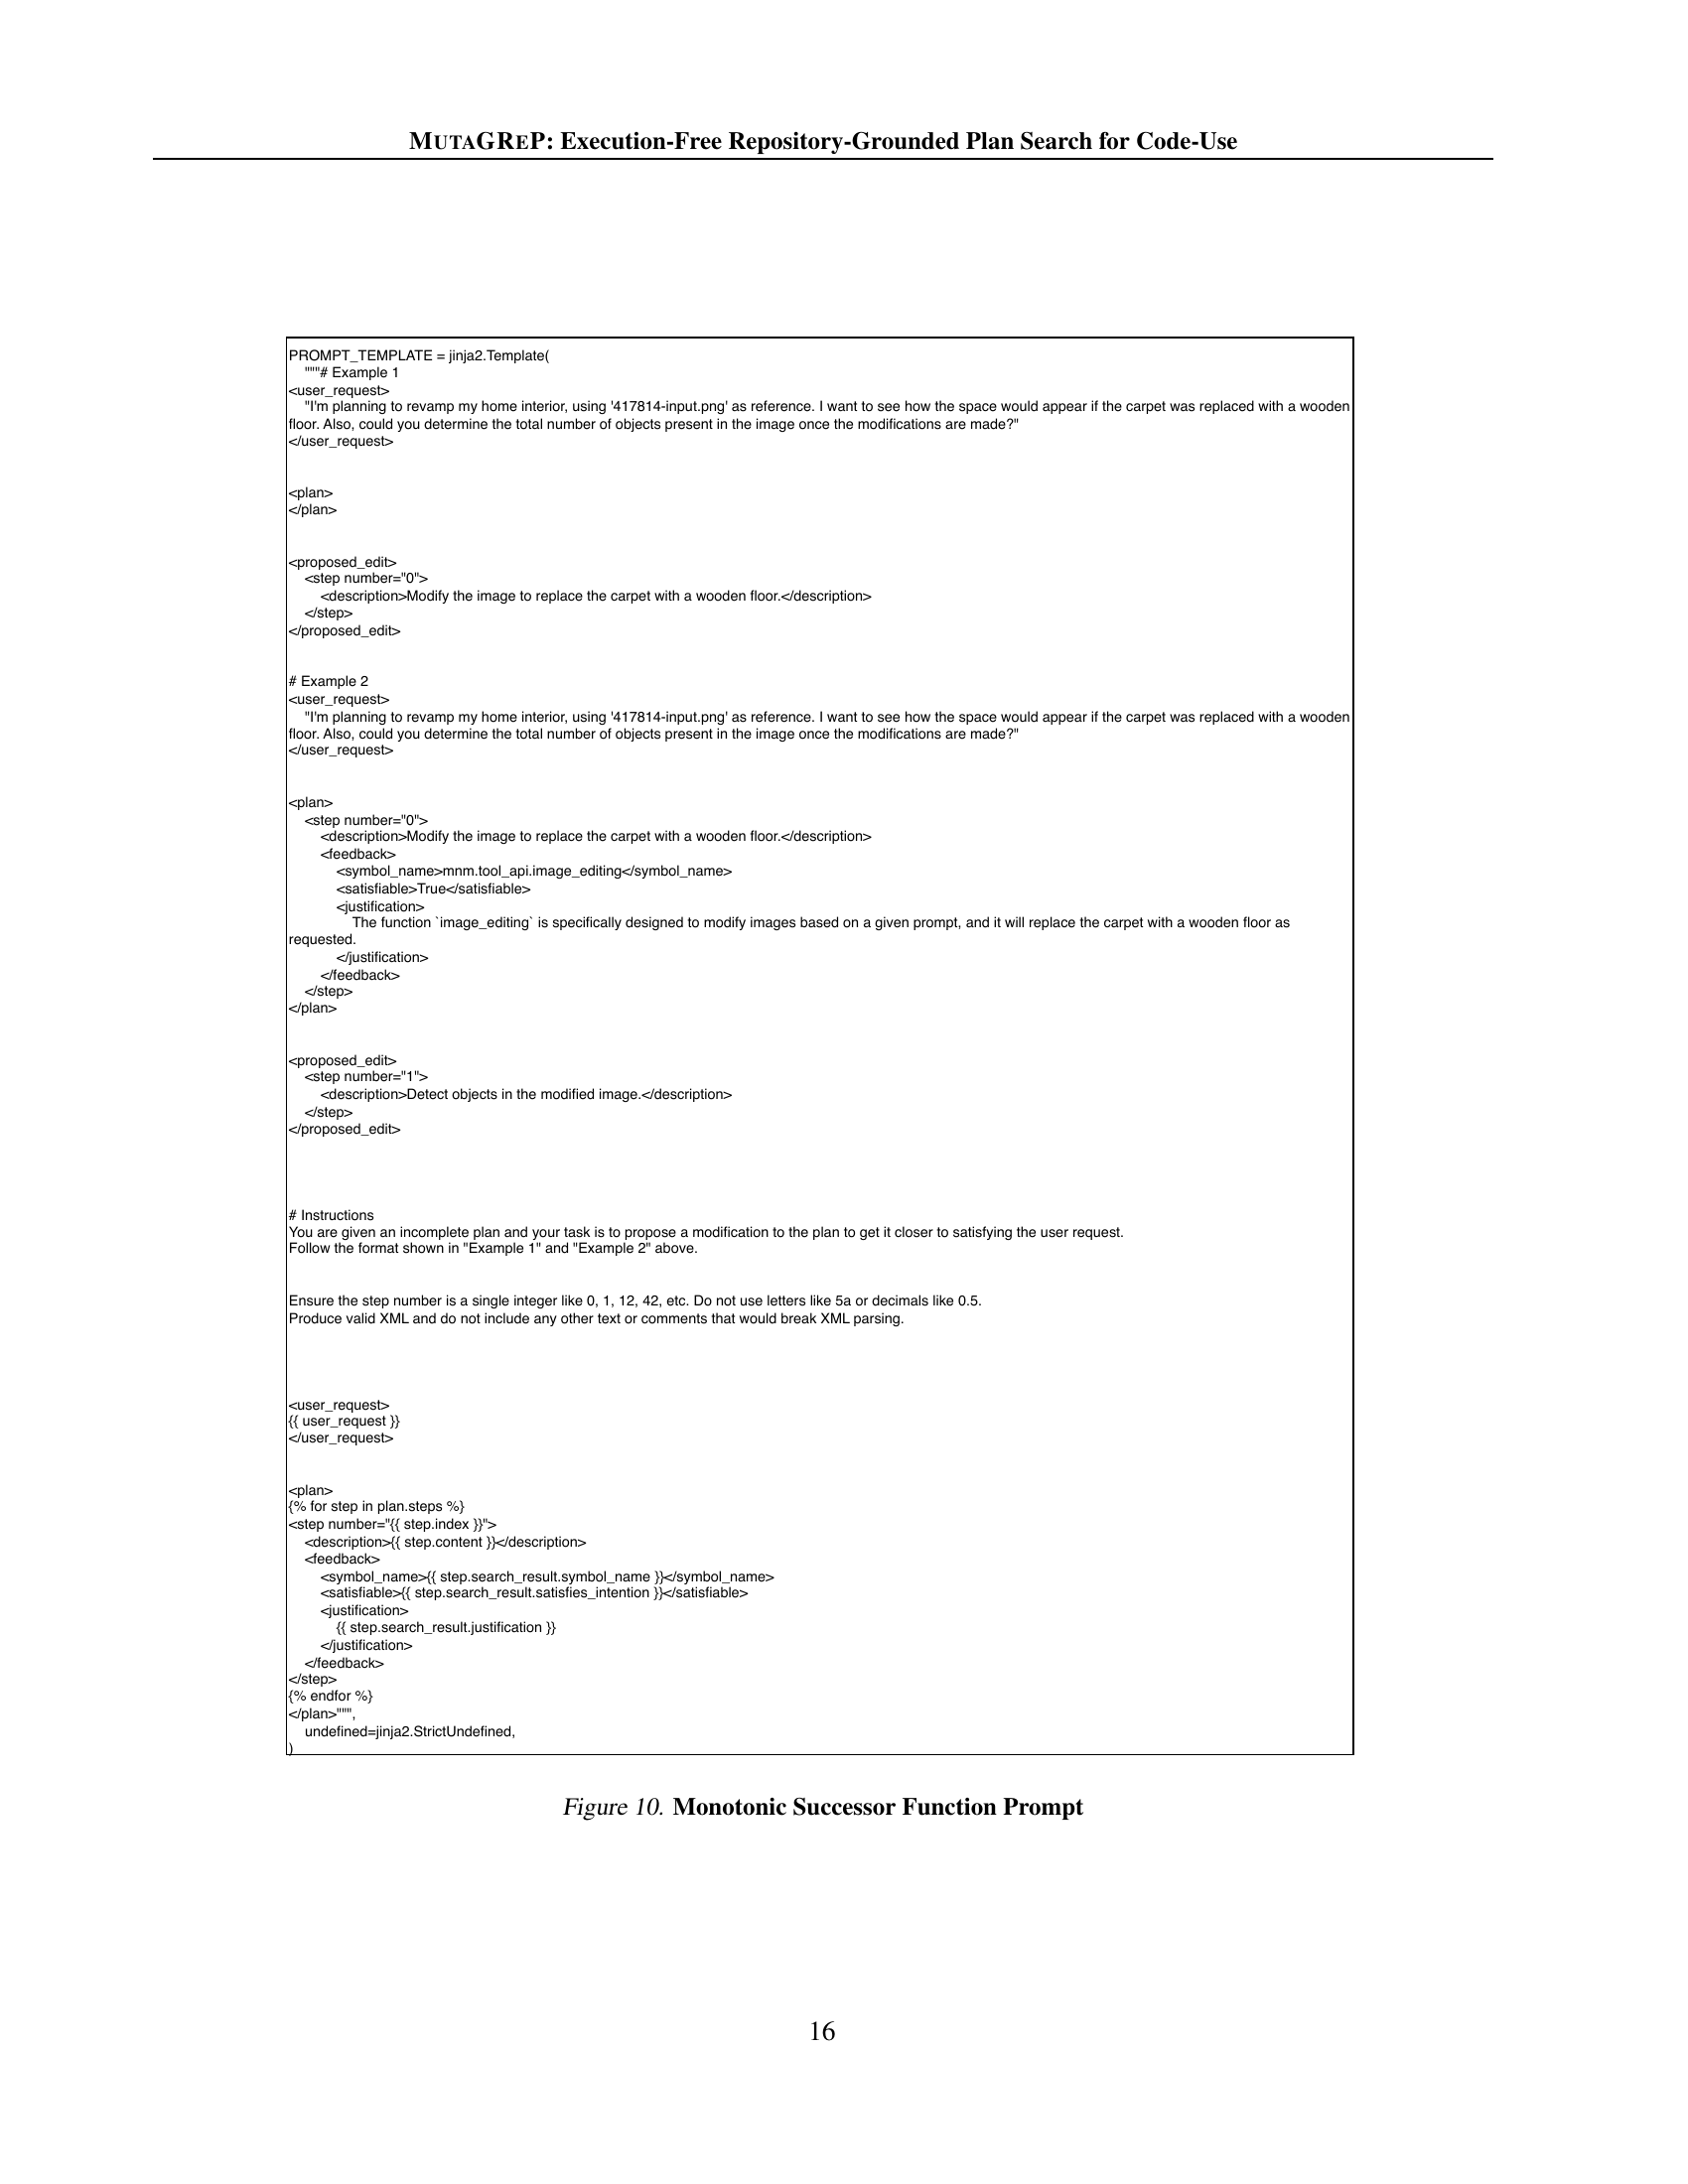 MUTAGREP: Execution-Free Repository-Grounded Plan Search for Code-Use
PROMPT_TEMPLATE = jinja2.Template(
    """# Example 1
<user_request>
    "I'm planning to revamp my home interior, using '417814-input.png' as reference. I want to see how the space would appear if the carpet was replaced with a wooden
floor. Also, could you determine the total number of objects present in the image once the modifications are made?"
</user_request>
<plan>
</plan>
<proposed_edit>
    <step number="0">
        <description>Modify the image to replace the carpet with a wooden floor.</description>
    </step>
</proposed_edit>
# Example 2
<user_request>
    "I'm planning to revamp my home interior, using '417814-input.png' as reference. I want to see how the space would appear if the carpet was replaced with a wooden
floor. Also, could you determine the total number of objects present in the image once the modifications are made?"
</user_request>
<plan>
    <step number="0">
        <description>Modify the image to replace the carpet with a wooden floor.</description>
        <feedback>
            <symbol_name>mnm.tool_api.image_editing</symbol_name>
            <satisfiable>True</satisfiable>
            <justification>
                The function `image_editing` is specifically designed to modify images based on a given prompt, and it will replace the carpet with a wooden floor as
requested.
            </justification>
        </feedback>
    </step>
</plan>
<proposed_edit>
    <step number="1">
        <description>Detect objects in the modified image.</description>
    </step>
</proposed_edit>
# Instructions
You are given an incomplete plan and your task is to propose a modification to the plan to get it closer to satisfying the user request.
Follow the format shown in "Example 1" and "Example 2" above.
Ensure the step number is a single integer like 0, 1, 12, 42, etc. Do not use letters like 5a or decimals like 0.5.
Produce valid XML and do not include any other text or comments that would break XML parsing.
<user_request>
{{ user_request }}
</user_request>
<plan>
{% for step in plan.steps %}
<step number="{{ step.index }}">
    <description>{{ step.content }}</description>
    <feedback>
        <symbol_name>{{ step.search_result.symbol_name }}</symbol_name>
        <satisfiable>{{ step.search_result.satisfies_intention }}</satisfiable>
        <justification>
            {{ step.search_result.justification }}
        </justification>
    </feedback>
</step>
{% endfor %}
</plan>""",
    undefined=jinja2.StrictUndefined,
)
Figure 10. Monotonic Successor Function Prompt
16